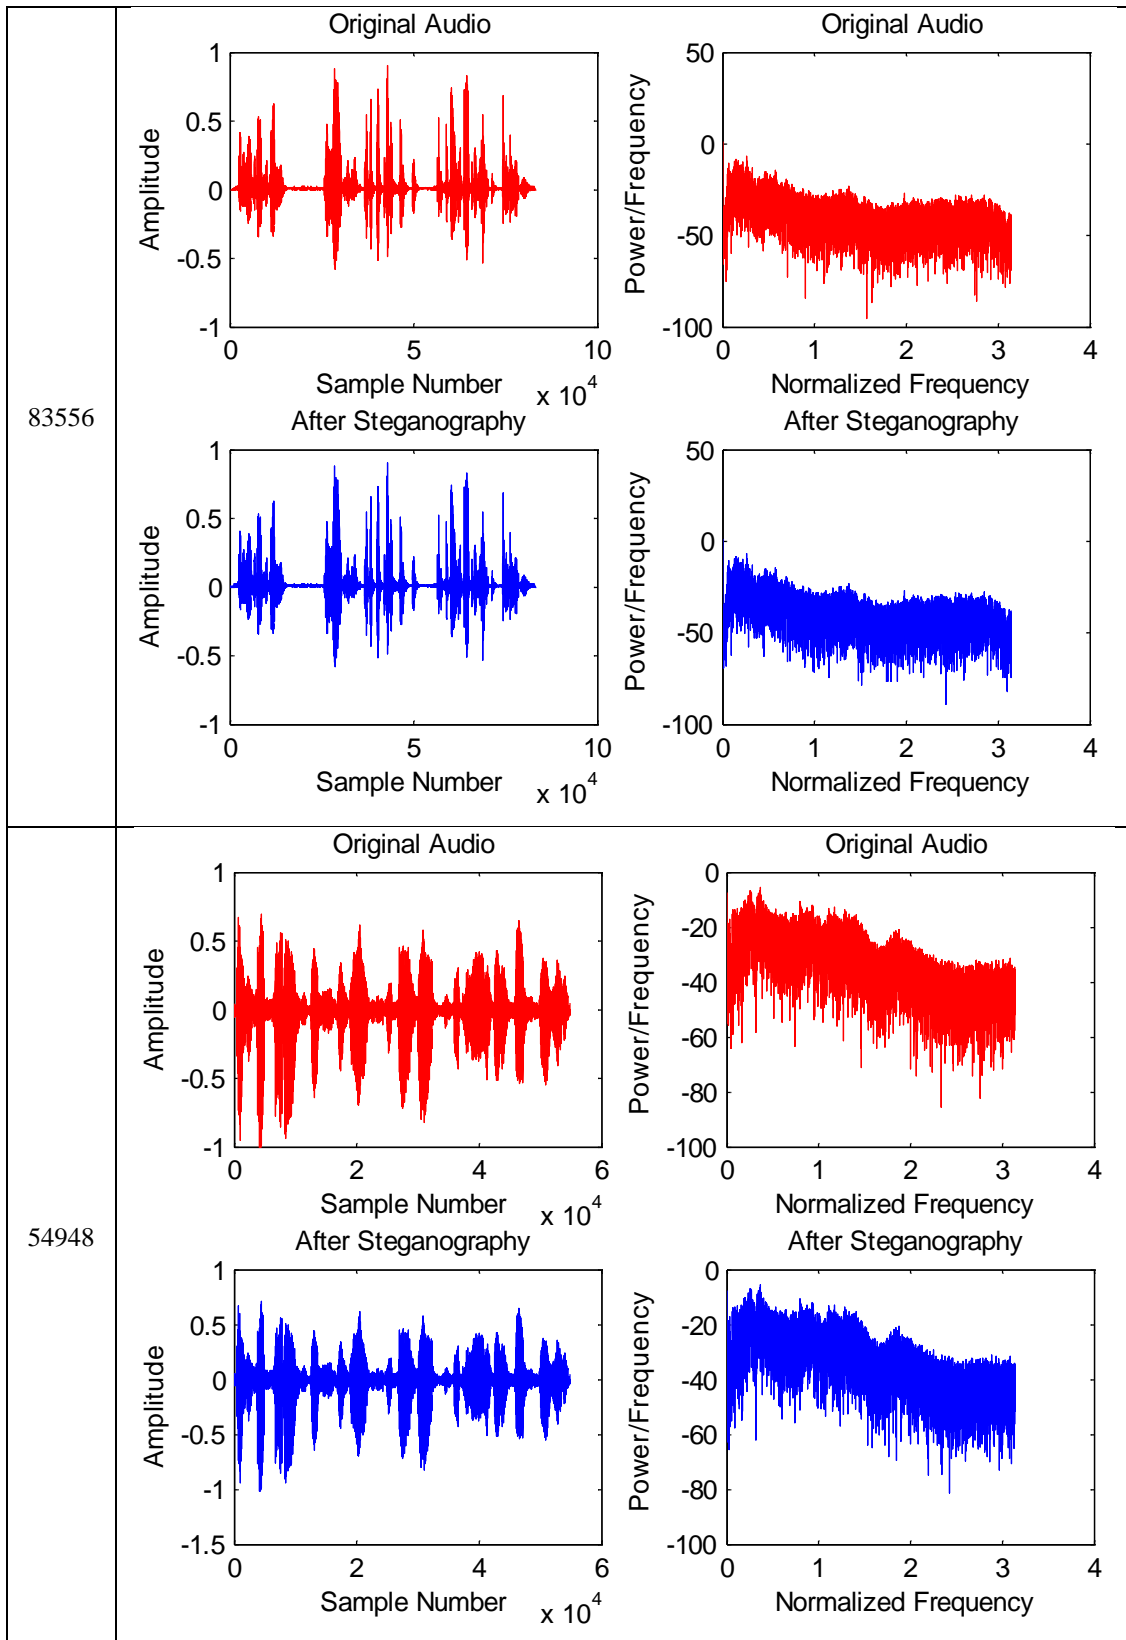 83556
Original Audio
1
0.5
0
-0.5
-1
Amplitude
0 5 10
Sample Number
x 10^4
Original Audio
50
0
-50
-100
Power/Frequency
0 1 2 3 4
Normalized Frequency
After Steganography
1
0.5
0
-0.5
-1
Amplitude
0 5 10
Sample Number
x 10^4
After Steganography
50
0
-50
-100
Power/Frequency
0 1 2 3 4
Normalized Frequency
54948
Original Audio
1
0.5
0
-0.5
-1
Amplitude
0 2 4 6
Sample Number
x 10^4
Original Audio
0
-20
-40
-60
-80
-100
Power/Frequency
0 1 2 3 4
Normalized Frequency
After Steganography
1
0.5
0
-0.5
-1
-1.5
Amplitude
0 2 4 6
Sample Number
x 10^4
After Steganography
0
-20
-40
-60
-80
-100
Power/Frequency
0 1 2 3 4
Normalized Frequency